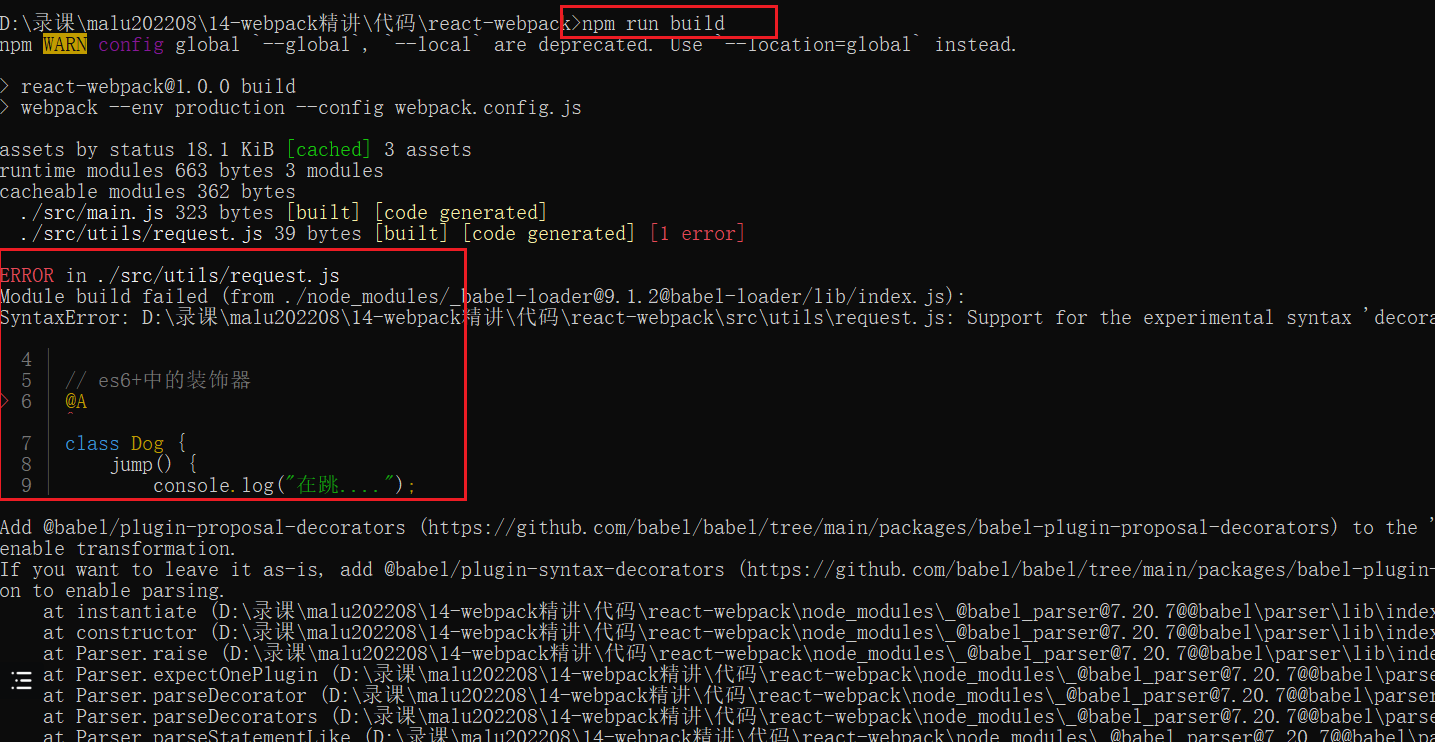 D:\录课\malu202208\14-webpack精讲\代码\react-webpack>npm run build
npm WARN config global `--global`, `--local` are deprecated. Use `--location=global` instead.
> react-webpack@1.0.0 build
> webpack --env production --config webpack.config.js
assets by status 18.1 KiB [cached] 3 assets
runtime modules 663 bytes 3 modules
cacheable modules 362 bytes
./src/main.js 323 bytes [built] [code generated]
./src/utils/request.js 39 bytes [built] [code generated] [1 error]
ERROR in ./src/utils/request.js
Module build failed (from ./node_modules/_babel-loader@9.1.2@babel-loader/lib/index.js):
SyntaxError: D:\录课\malu202208\14-webpack精讲\代码\react-webpack\src\utils\request.js: Support for the experimental syntax 'decora
4 |
5 | // es6+中的装饰器
> 6 | @A
| ^
7 | class Dog {
8 | jump() {
9 | console.log("在跳....");
Add @babel/plugin-proposal-decorators (https://github.com/babel/babel/tree/main/packages/babel-plugin-proposal-decorators) to the '
enable transformation.
If you want to leave it as-is, add @babel/plugin-syntax-decorators (https://github.com/babel/babel/tree/main/packages/babel-plugin-
on to enable parsing.
at instantiate (D:\录课\malu202208\14-webpack精讲\代码\react-webpack\node_modules\_@babel_parser@7.20.7@@babel\parser\lib\index
at constructor (D:\录课\malu202208\14-webpack精讲\代码\react-webpack\node_modules\_@babel_parser@7.20.7@@babel\parser\lib\index
at Parser.raise (D:\录课\malu202208\14-webpack精讲\代码\react-webpack\node_modules\_@babel_parser@7.20.7@@babel\parser\lib\inde
at Parser.expectOnePlugin (D:\录课\malu202208\14-webpack精讲\代码\react-webpack\node_modules\_@babel_parser@7.20.7@@babel\parse
at Parser.parseDecorator (D:\录课\malu202208\14-webpack精讲\代码\react-webpack\node_modules\_@babel_parser@7.20.7@@babel\parser
at Parser.parseDecorators (D:\录课\malu202208\14-webpack精讲\代码\react-webpack\node_modules\_@babel_parser@7.20.7@@babel\parse
at Parser.parseStatementLike (D:\录课\malu202208\14-webpack精讲\代码\react-webpack\node_modules\_@babel_parser@7.20.7@@babel\pa